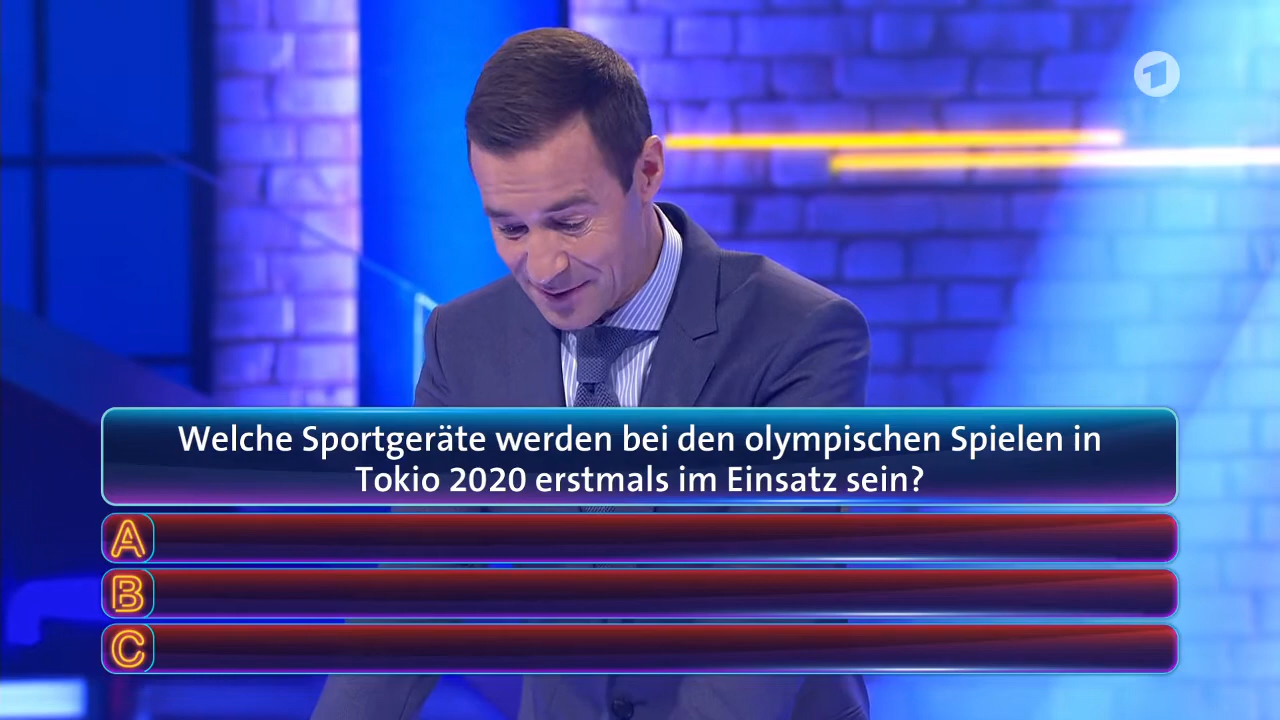 1
Welche Sportgeräte werden bei den olympischen Spielen in
Tokio 2020 erstmals im Einsatz sein?
A
B
C